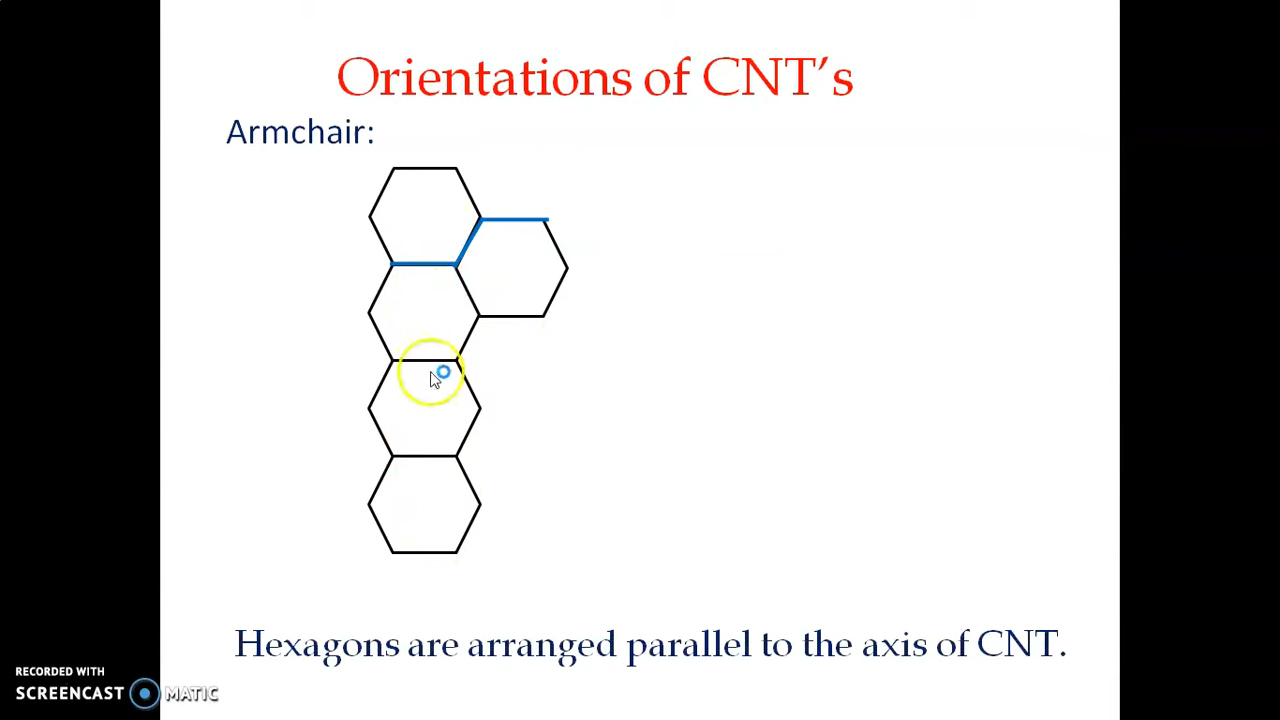 Orientations of CNT’s
Armchair:
Hexagons are arranged parallel to the axis of CNT.
RECORDED WITH
SCREENCAST MATIC